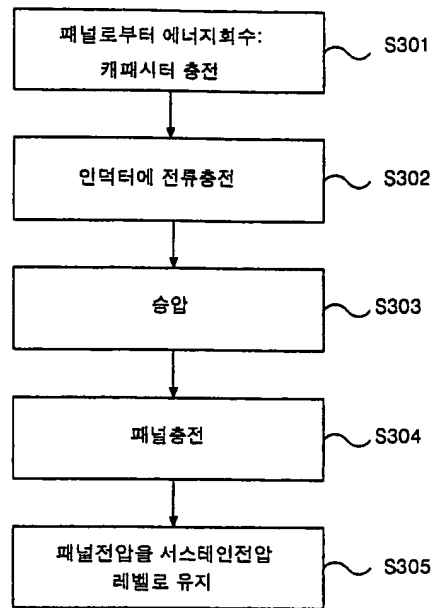 패널로부터 에너지회수:
캐패시터 충전
S301
인덕터에 전류충전
S302
승압
S303
패널충전
S304
패널전압을 서스테인전압
레벨로 유지
S305